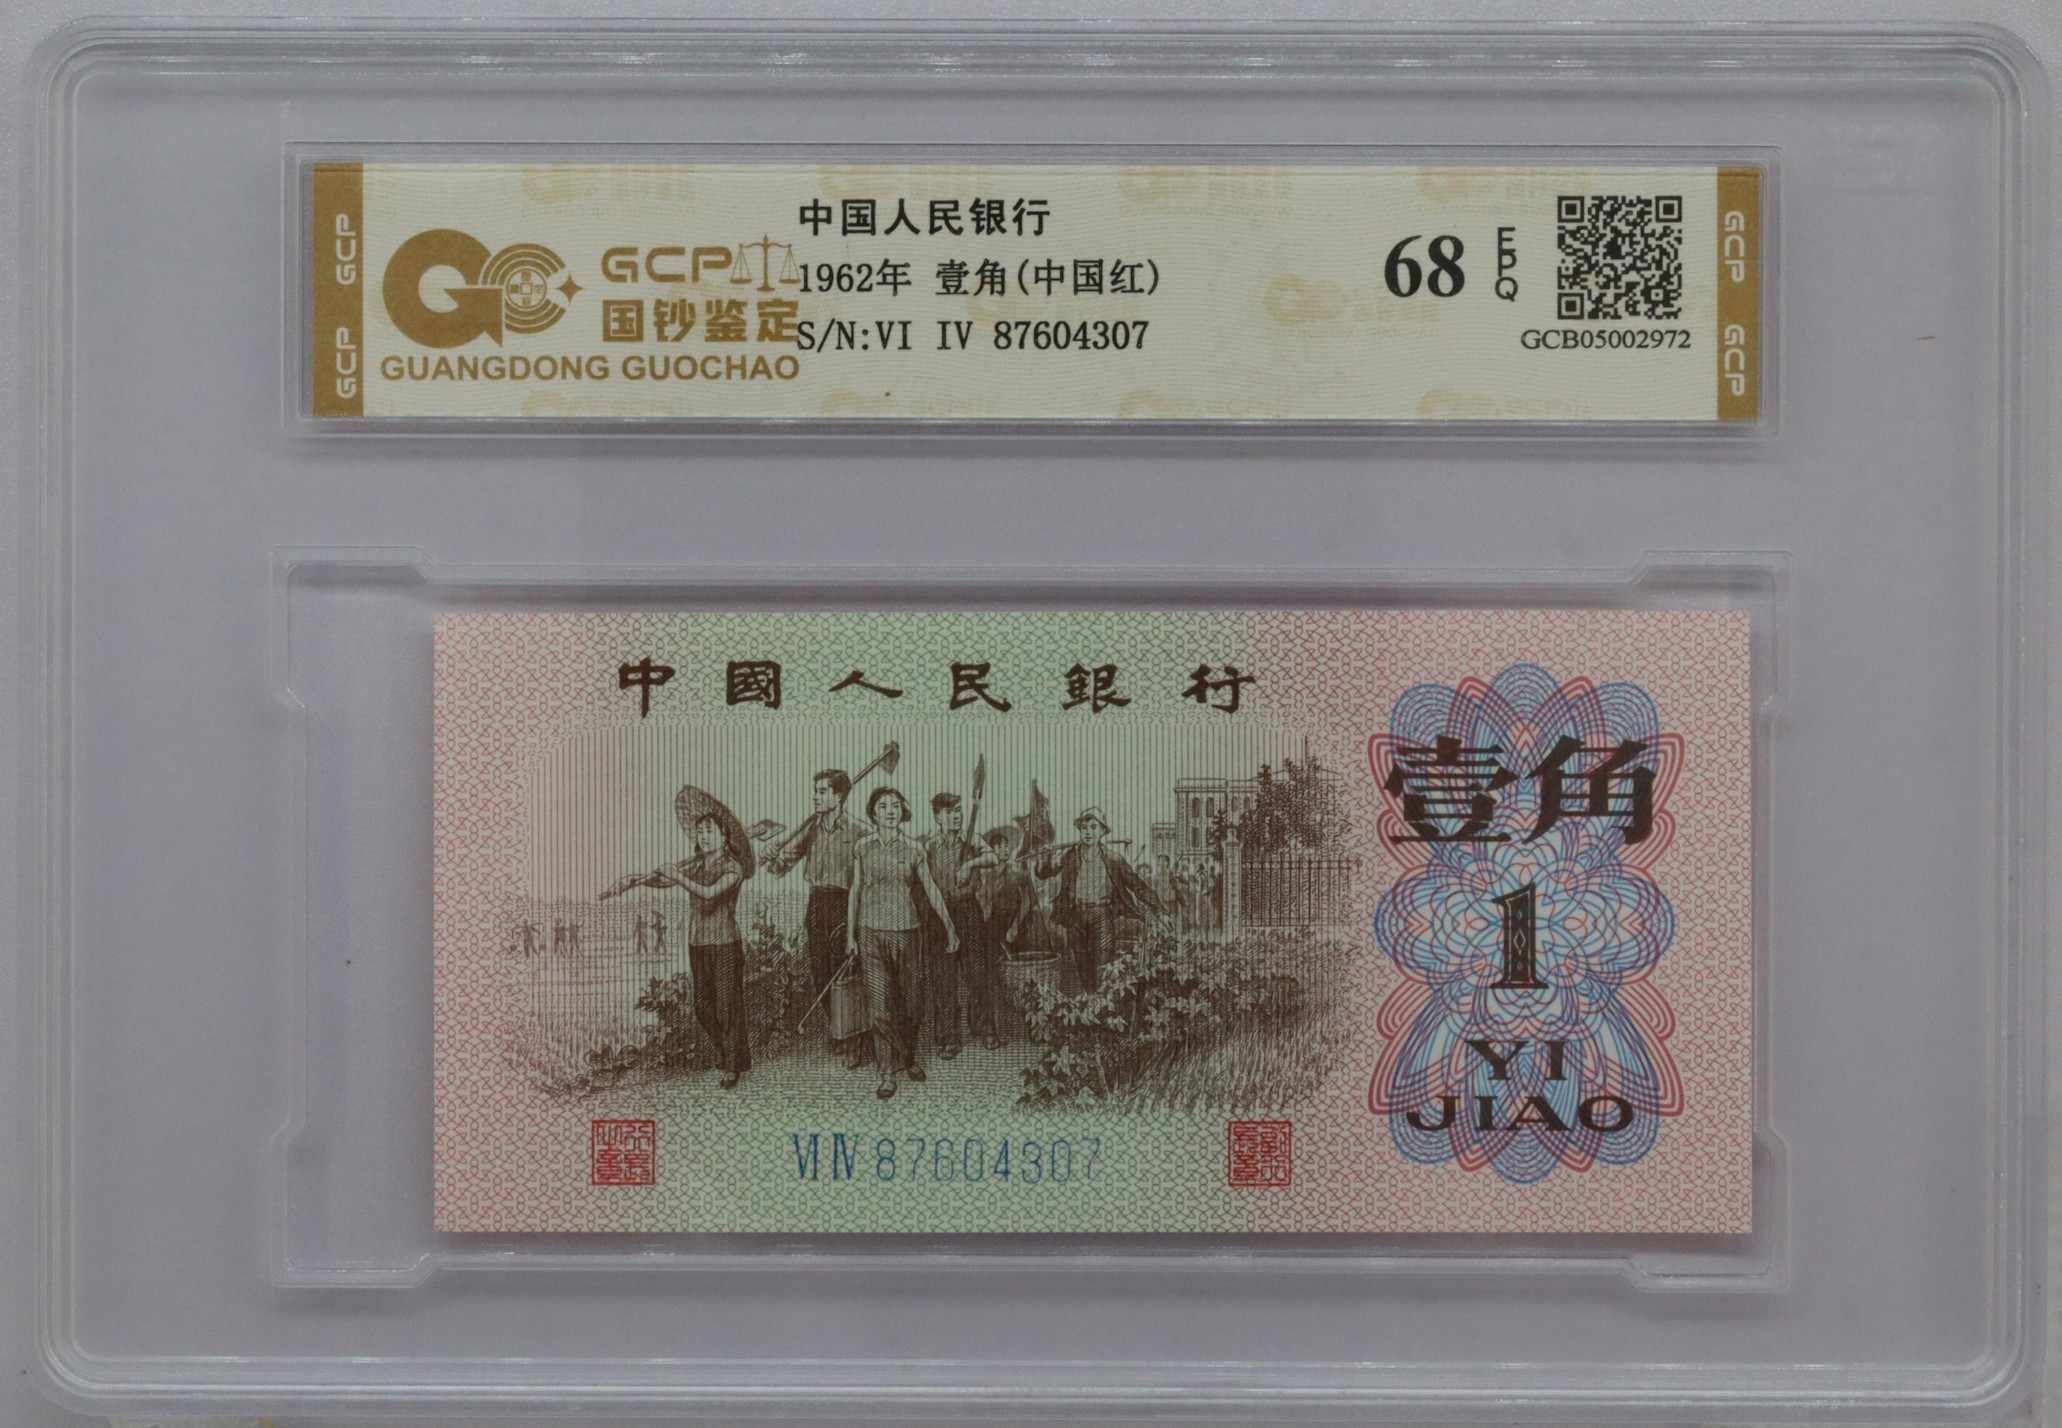 中国人民银行
GCP
国钞鉴定
GUANGDONG GUOCHAO
1962年 壹角(中国红)
S/N:VI IV 87604307
68 EPQ
GCB05002972
GCP GCP
GCP GCP
中國人民銀行
壹角
1
YI
JIAO
VI IV 87604307